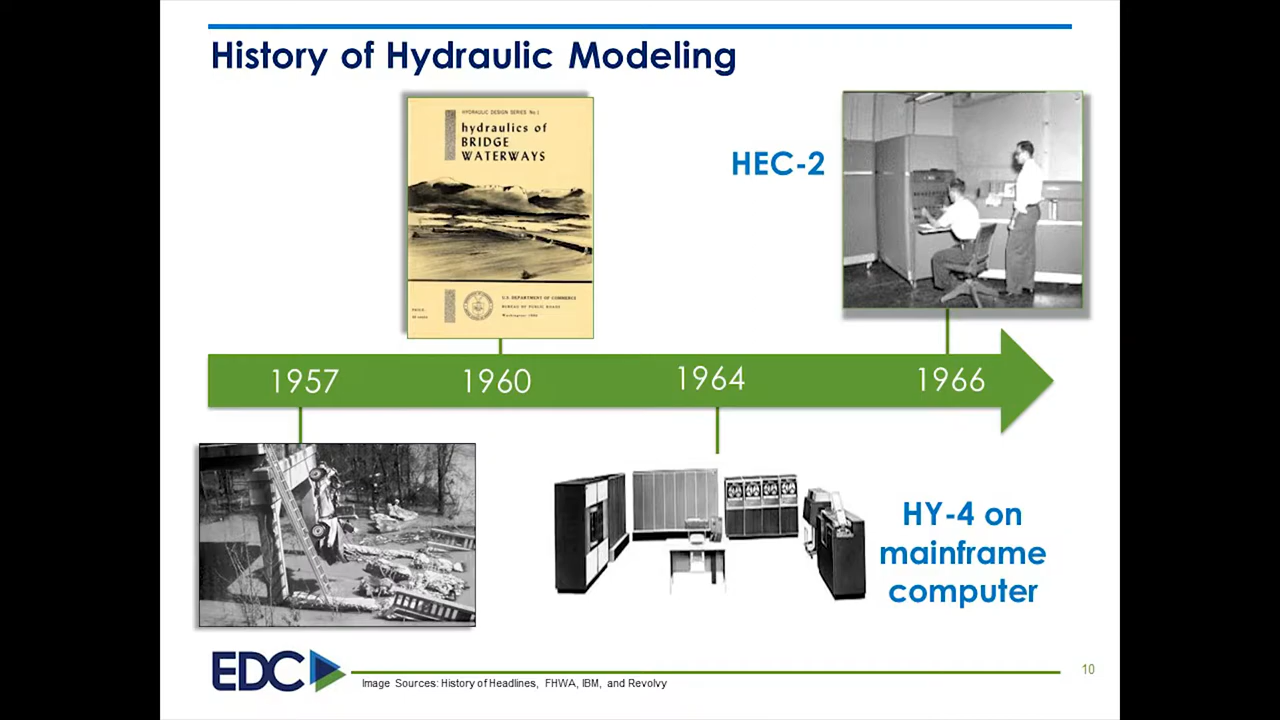 History of Hydraulic Modeling
HYDRAULIC DESIGN SERIES No. 1
hydraulics of
BRIDGE
WATERWAYS
U.S. DEPARTMENT OF COMMERCE
BUREAU OF PUBLIC ROADS
HEC-2
1957
1960
1964
1966
HY-4 on
mainframe
computer
EDC
Image Sources: History of Headlines, FHWA, IBM, and Revolvy
10